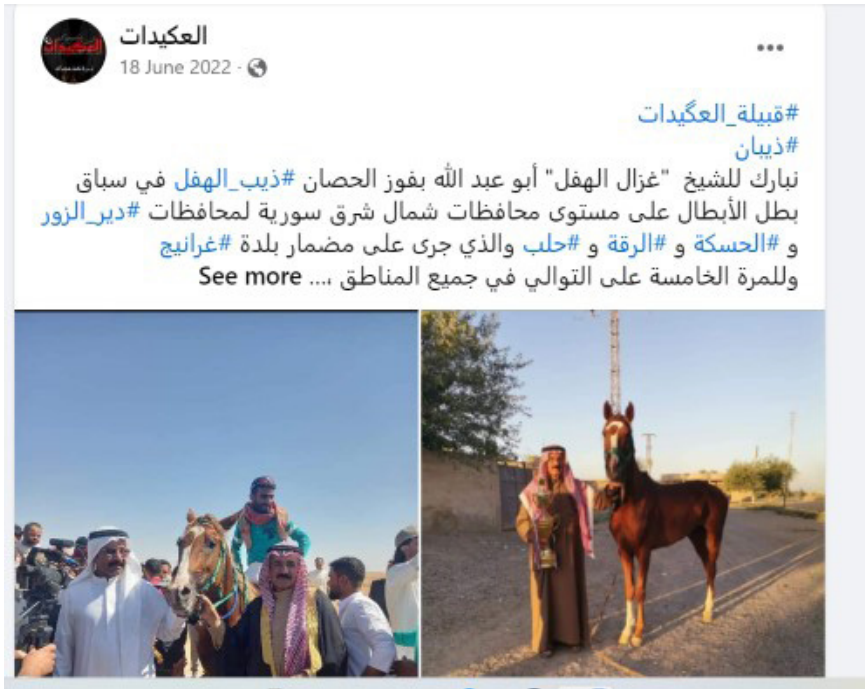 العكيدات
18 June 2022 ·
#قبيلة_العگيدات
#ذيبان
نبارك للشيخ "غزال الهفل" أبو عبد الله بفوز الحصان #ذيب_الهفل في سباق
بطل الأبطال على مستوى محافظات شمال شرق سورية لمحافظات #دير_الزور
و #الحسكة و #الرقة و #حلب والذي جرى على مضمار بلدة #غرانيج
وللمرة الخامسة على التوالي في جميع المناطق ،... See more